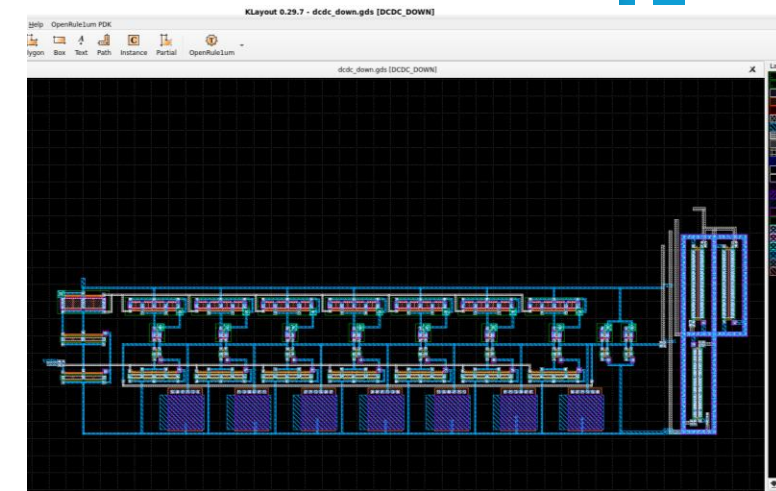 KLayout 0.29.7 - dcdc_down.gds [DCDC_DOWN]
Help OpenRule1um PDK
lygon Box Text Path Instance Partial OpenRule1um
dcdc_down.gds [DCDC_DOWN]
La